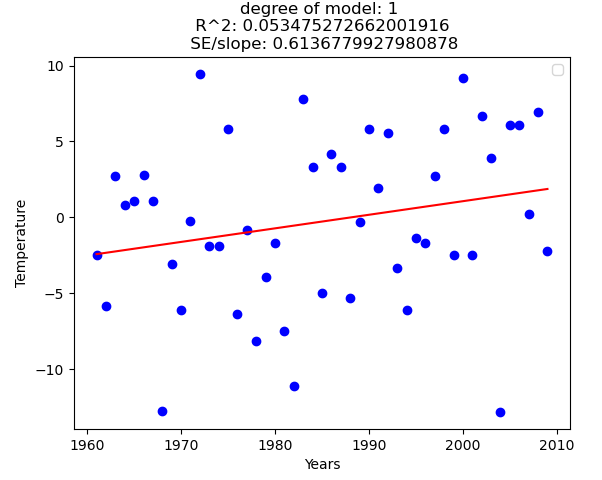 degree of model: 1
R^2: 0.053475272662001916
SE/slope: 0.6136779927980878
10
5
0
−5
−10
Temperature
1960 1970 1980 1990 2000 2010
Years